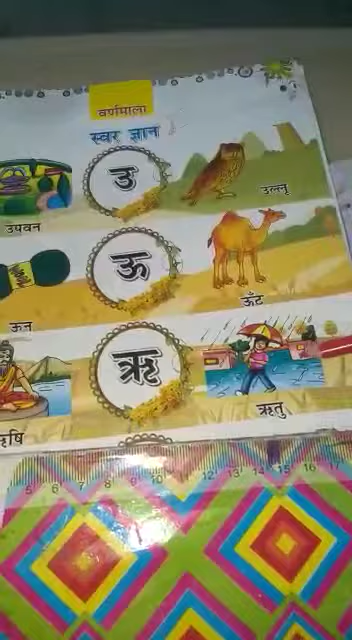 वर्णमाला
स्वर ज्ञान
उ
उपवन
उल्लू
ऊ
ऊन
ऊँट
ऋ
ऋषि
ऋतु
5 6 7 8 9 10 11 12 13 14 15 16 17